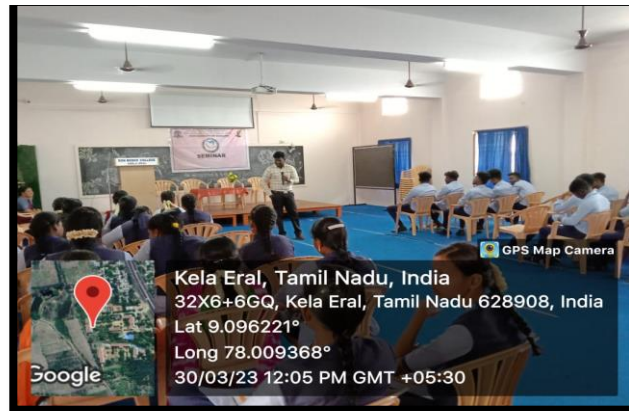 SEMINAR
GPS Map Camera
Kela Eral, Tamil Nadu, India
32X6+6GQ, Kela Eral, Tamil Nadu 628908, India
Lat 9.096221°
Long 78.009368°
30/03/23 12:05 PM GMT +05:30
Google